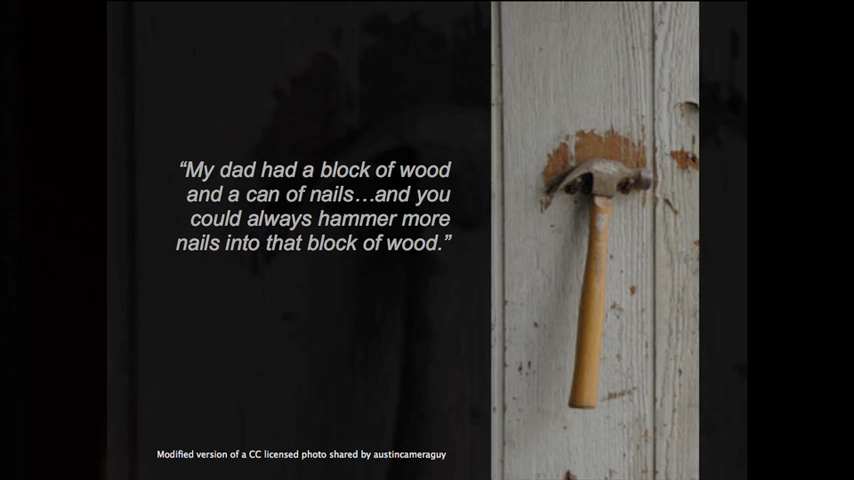 “My dad had a block of wood
and a can of nails…and you
could always hammer more
nails into that block of wood.”
Modified version of a CC licensed photo shared by austincameraguy